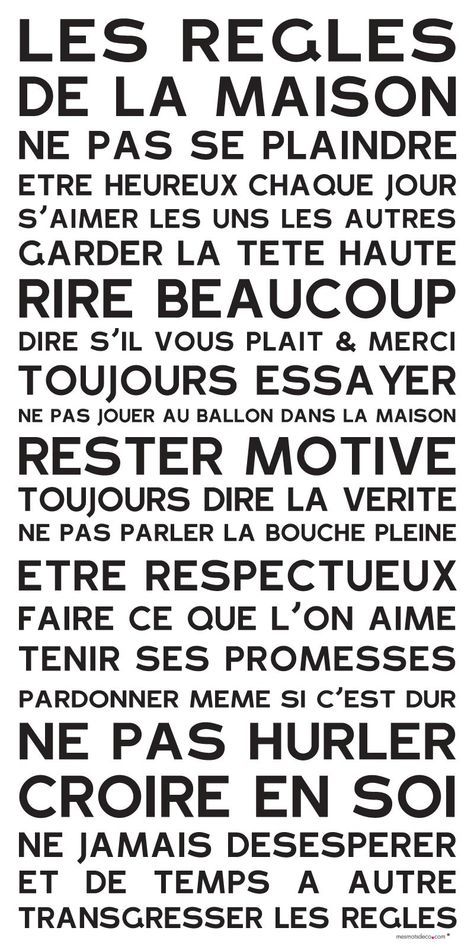 LES REGLES
DE LA MAISON
NE PAS SE PLAINDRE
ETRE HEUREUX CHAQUE JOUR
S'AIMER LES UNS LES AUTRES
GARDER LA TETE HAUTE
RIRE BEAUCOUP
DIRE S'IL VOUS PLAIT & MERCI
TOUJOURS ESSAYER
NE PAS JOUER AU BALLON DANS LA MAISON
RESTER MOTIVE
TOUJOURS DIRE LA VERITE
NE PAS PARLER LA BOUCHE PLEINE
ETRE RESPECTUEUX
FAIRE CE QUE L'ON AIME
TENIR SES PROMESSES
PARDONNER MEME SI C'EST DUR
NE PAS HURLER
CROIRE EN SOI
NE JAMAIS DESESPERER
ET DE TEMPS A AUTRE
TRANSGRESSER LES REGLES
mesmotsdeco.com